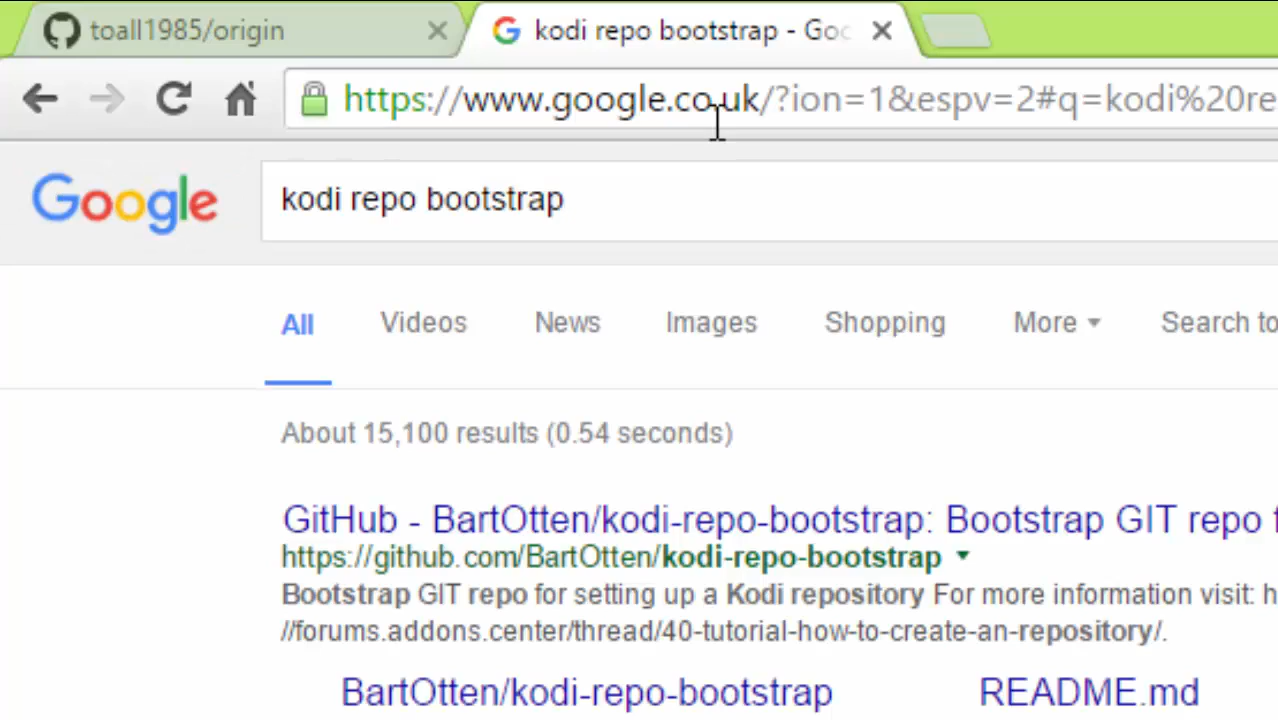 toall1985/origin
kodi repo bootstrap - Goo
https://www.google.co.uk/?ion=1&espv=2#q=kodi%20re
Google
kodi repo bootstrap
All Videos News Images Shopping More Search to
About 15,100 results (0.54 seconds)
GitHub - BartOtten/kodi-repo-bootstrap: Bootstrap GIT repo f
https://github.com/BartOtten/kodi-repo-bootstrap
Bootstrap GIT repo for setting up a Kodi repository For more information visit: h
//forums.addons.center/thread/40-tutorial-how-to-create-an-repository/.
BartOtten/kodi-repo-bootstrap README.md